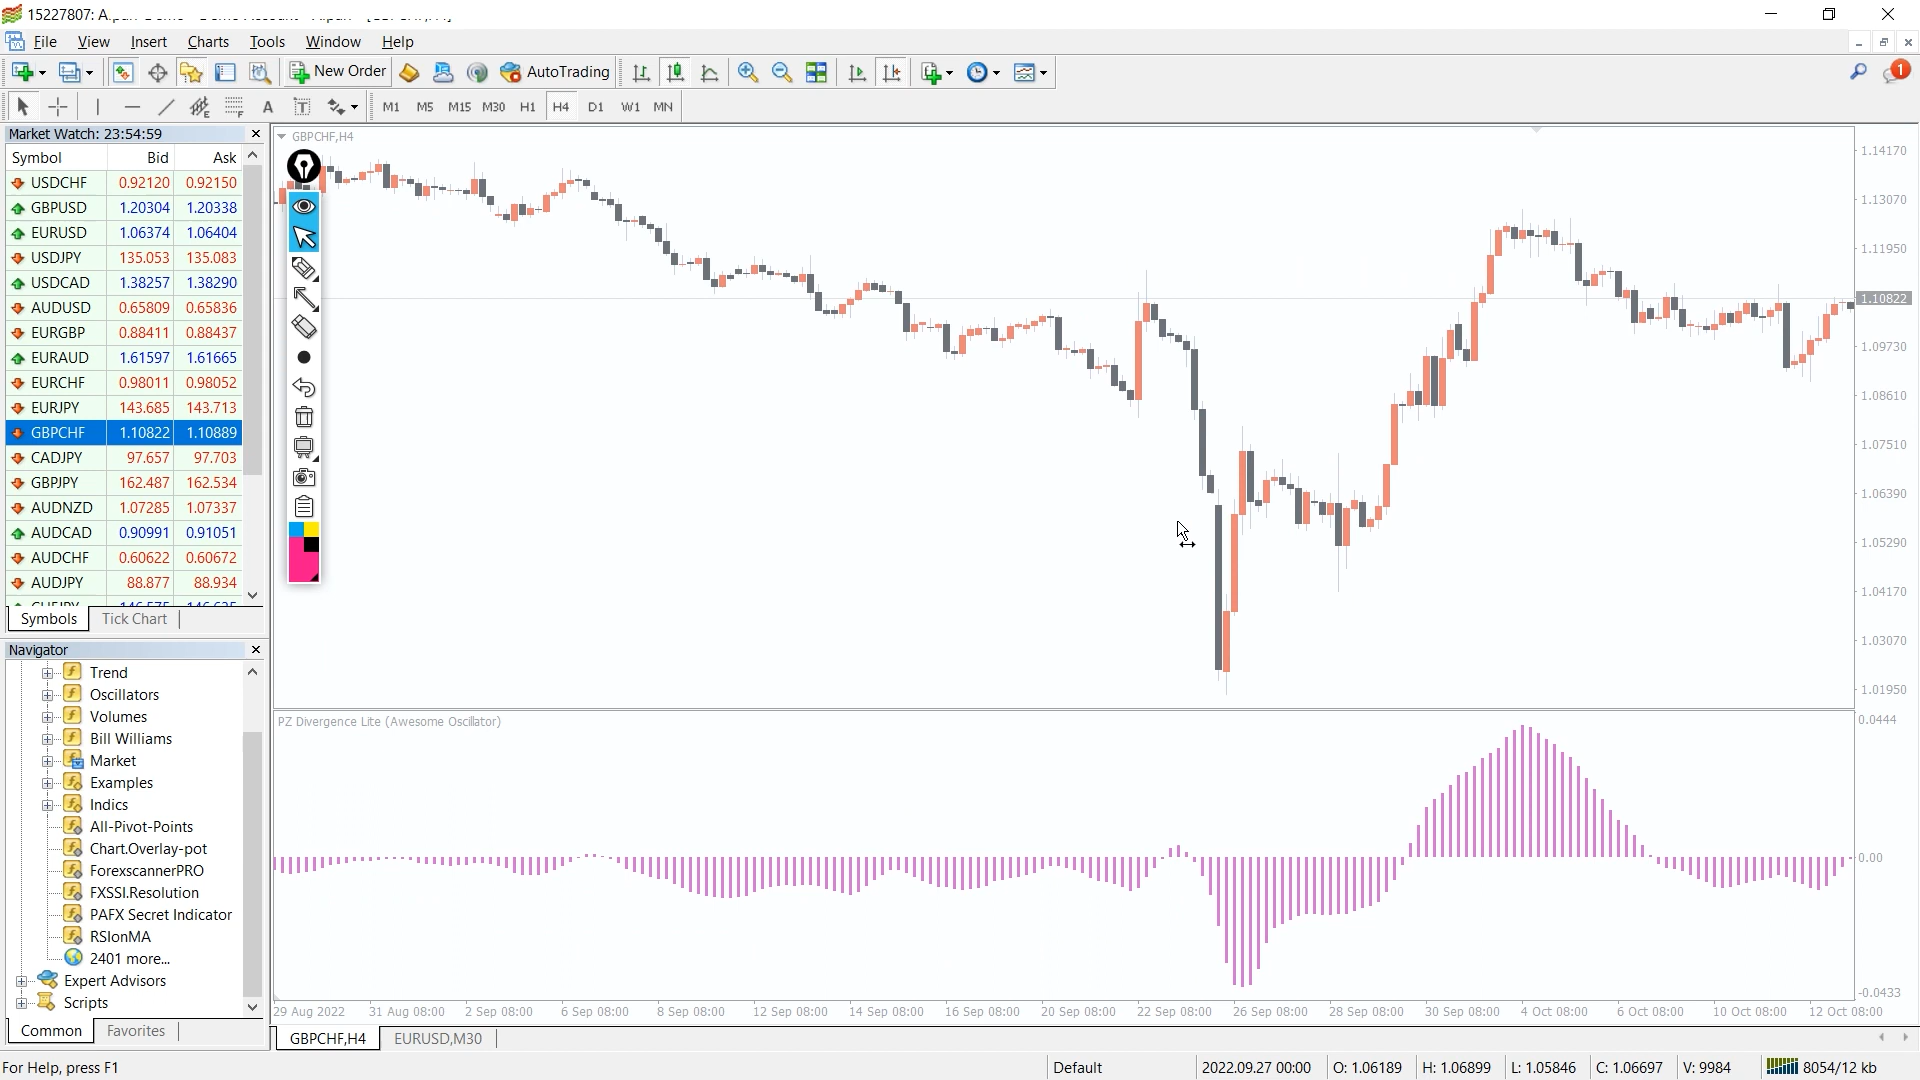 15227807: A
File View Insert Charts Tools Window Help
New Order AutoTrading 1
A T M1 M5 M15 M30 H1 H4 D1 W1 MN
Market Watch: 23:54:59
Symbol Bid Ask
USDCHF 0.92120 0.92150
GBPUSD 1.20304 1.20338
EURUSD 1.06374 1.06404
USDJPY 135.053 135.083
USDCAD 1.38257 1.38290
AUDUSD 0.65809 0.65836
EURGBP 0.88411 0.88437
EURAUD 1.61597 1.61665
EURCHF 0.98011 0.98052
EURJPY 143.685 143.713
GBPCHF 1.10822 1.10889
CADJPY 97.657 97.703
GBPJPY 162.487 162.534
AUDNZD 1.07285 1.07337
AUDCAD 0.90991 0.91051
AUDCHF 0.60622 0.60672
AUDJPY 88.877 88.934
Symbols Tick Chart
Navigator
Trend
Oscillators
Volumes
Bill Williams
Market
Examples
Indics
All-Pivot-Points
Chart.Overlay-pot
ForexscannerPRO
FXSSI.Resolution
PAFX Secret Indicator
RSIonMA
2401 more...
Expert Advisors
Scripts
Common Favorites
GBPCHF,H4
1.14170
1.13070
1.11950
1.10822
1.09730
1.08610
1.07510
1.06390
1.05290
1.04170
1.03070
1.01950
PZ Divergence Lite (Awesome Oscillator)
0.0444
0.00
-0.0433
29 Aug 2022 31 Aug 08:00 2 Sep 08:00 6 Sep 08:00 8 Sep 08:00 12 Sep 08:00 14 Sep 08:00 16 Sep 08:00 20 Sep 08:00 22 Sep 08:00 26 Sep 08:00 28 Sep 08:00 30 Sep 08:00 4 Oct 08:00 6 Oct 08:00 10 Oct 08:00 12 Oct 08:00
GBPCHF,H4 EURUSD,M30
For Help, press F1 Default 2022.09.27 00:00 O: 1.06189 H: 1.06899 L: 1.05846 C: 1.06697 V: 9984 8054/12 kb